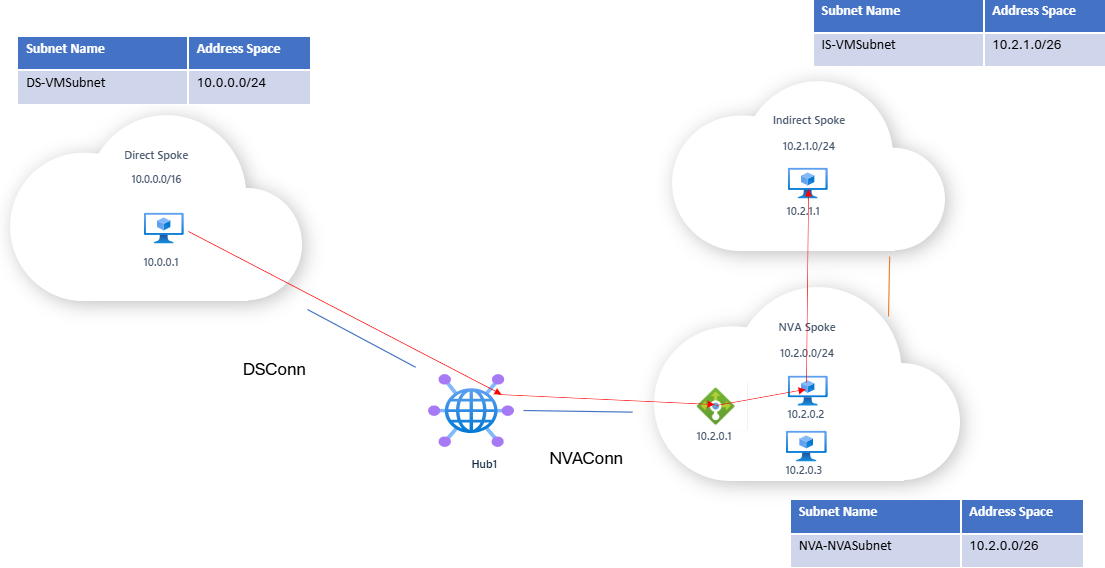 Subnet Name Address Space
IS-VMSubnet 10.2.1.0/26
Subnet Name Address Space
DS-VMSubnet 10.0.0.0/24
Indirect Spoke
10.2.1.0/24
10.2.1.1
Direct Spoke
10.0.0.0/16
10.0.0.1
NVA Spoke
10.2.0.0/24
10.2.0.2
10.2.0.1
10.2.0.3
DSConn
Hub1
NVAConn
Subnet Name Address Space
NVA-NVASubnet 10.2.0.0/26